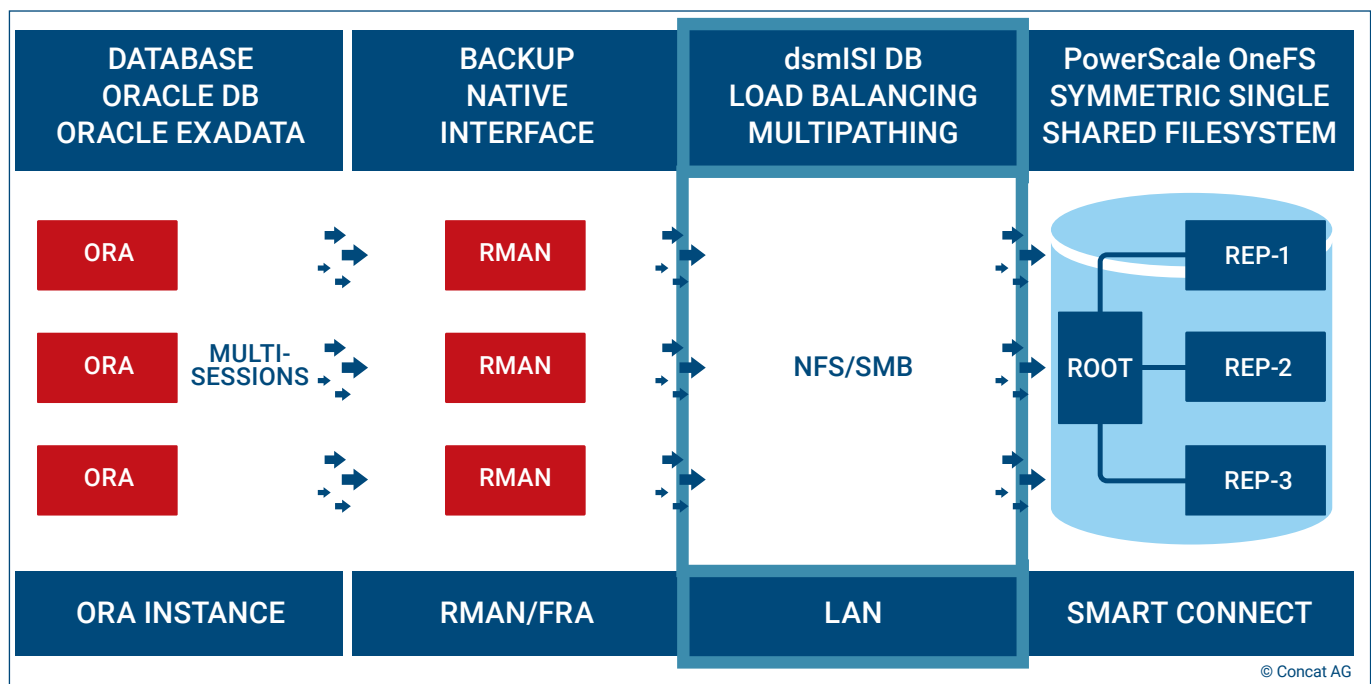 DATABASE
ORACLE DB
ORACLE EXADATA
BACKUP
NATIVE
INTERFACE
dsmISI DB
LOAD BALANCING
MULTIPATHING
PowerScale OneFS
SYMMETRIC SINGLE
SHARED FILESYSTEM
ORA
RMAN
REP-1
ORA
MULTI-
SESSIONS
RMAN
NFS/SMB
ROOT
REP-2
ORA
RMAN
REP-3
ORA INSTANCE
RMAN/FRA
LAN
SMART CONNECT
© Concat AG